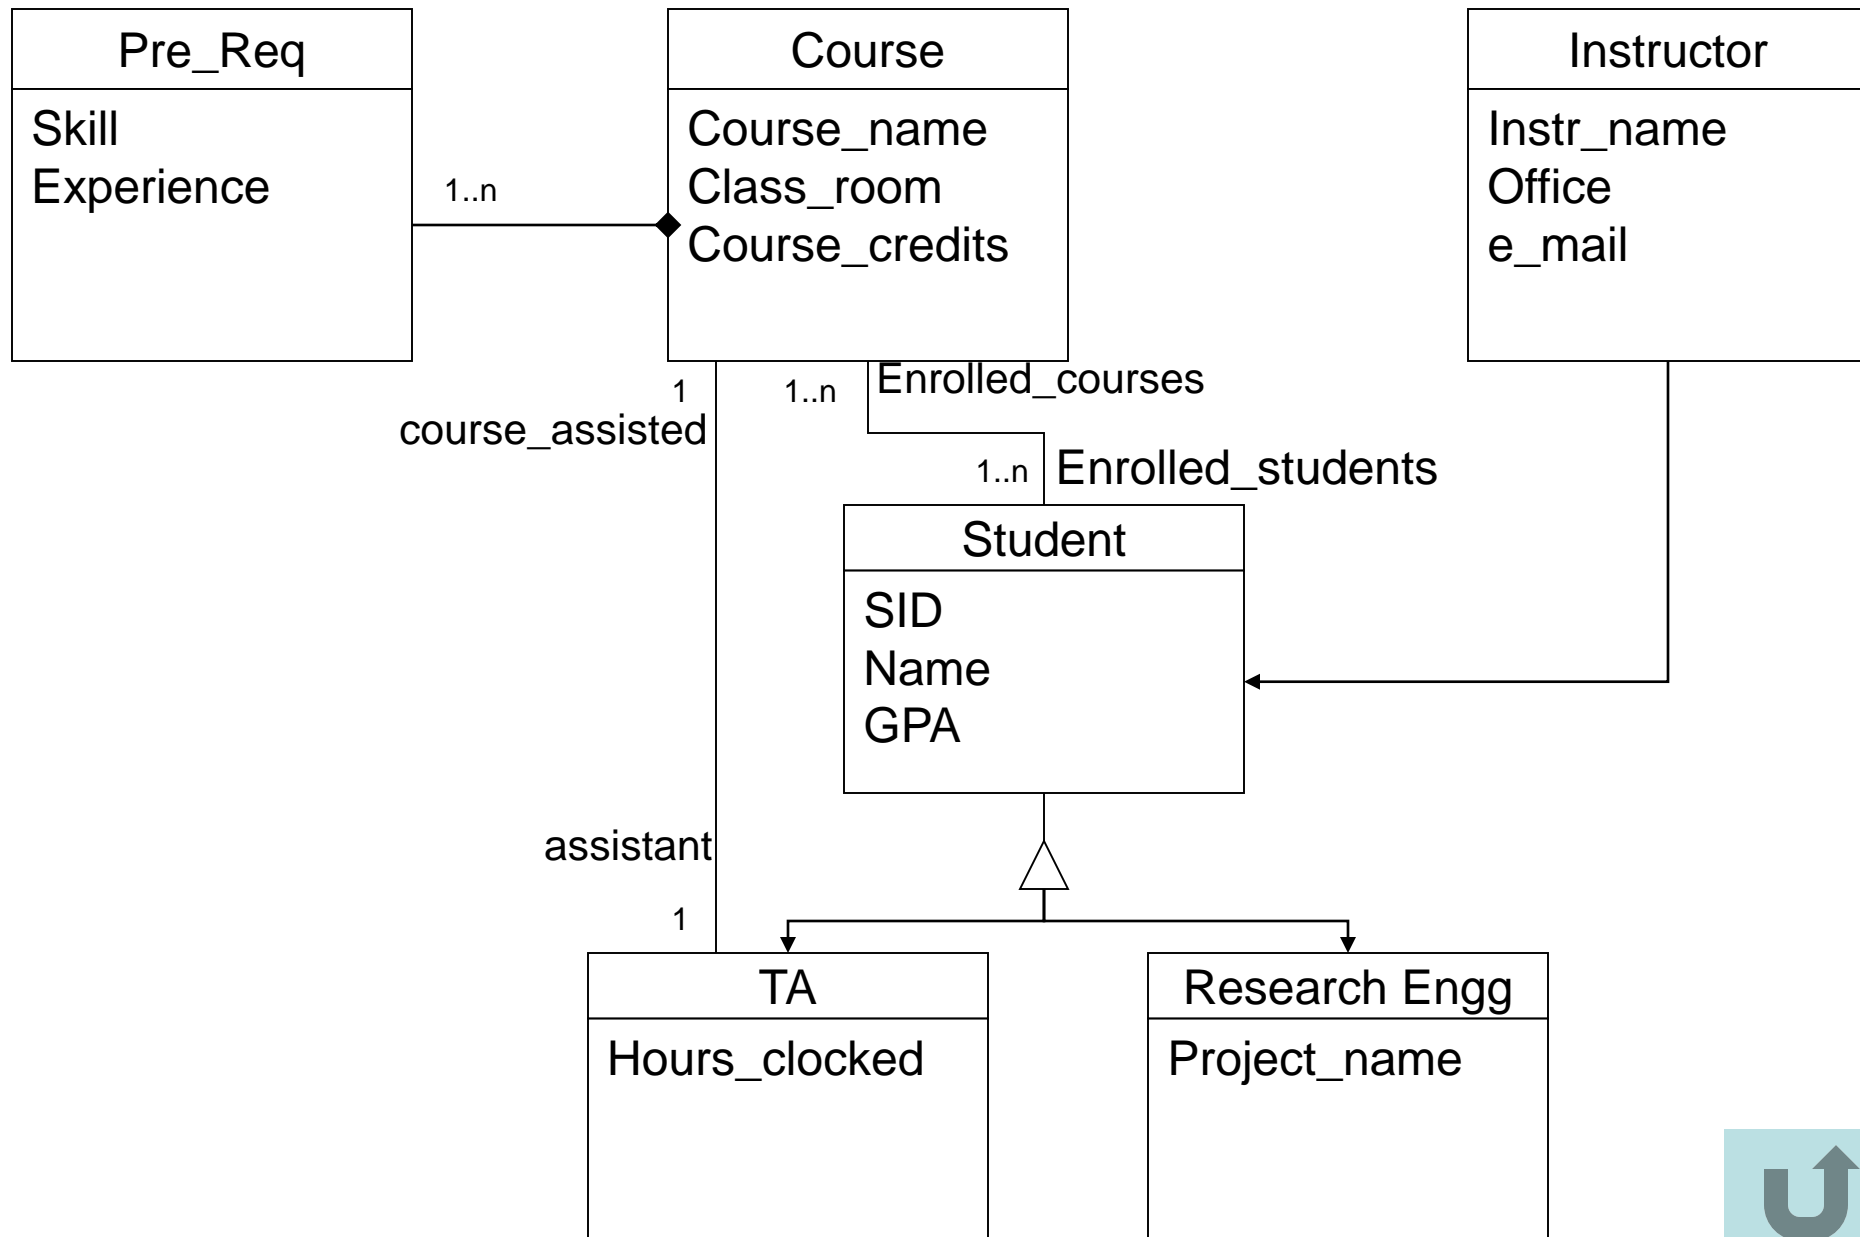 Pre_Req
Skill
Experience
1..n
Course
Course_name
Class_room
Course_credits
Instructor
Instr_name
Office
e_mail
1
course_assisted
1..n
Enrolled_courses
1..n
Enrolled_students
Student
SID
Name
GPA
assistant
1
TA
Hours_clocked
Research Engg
Project_name